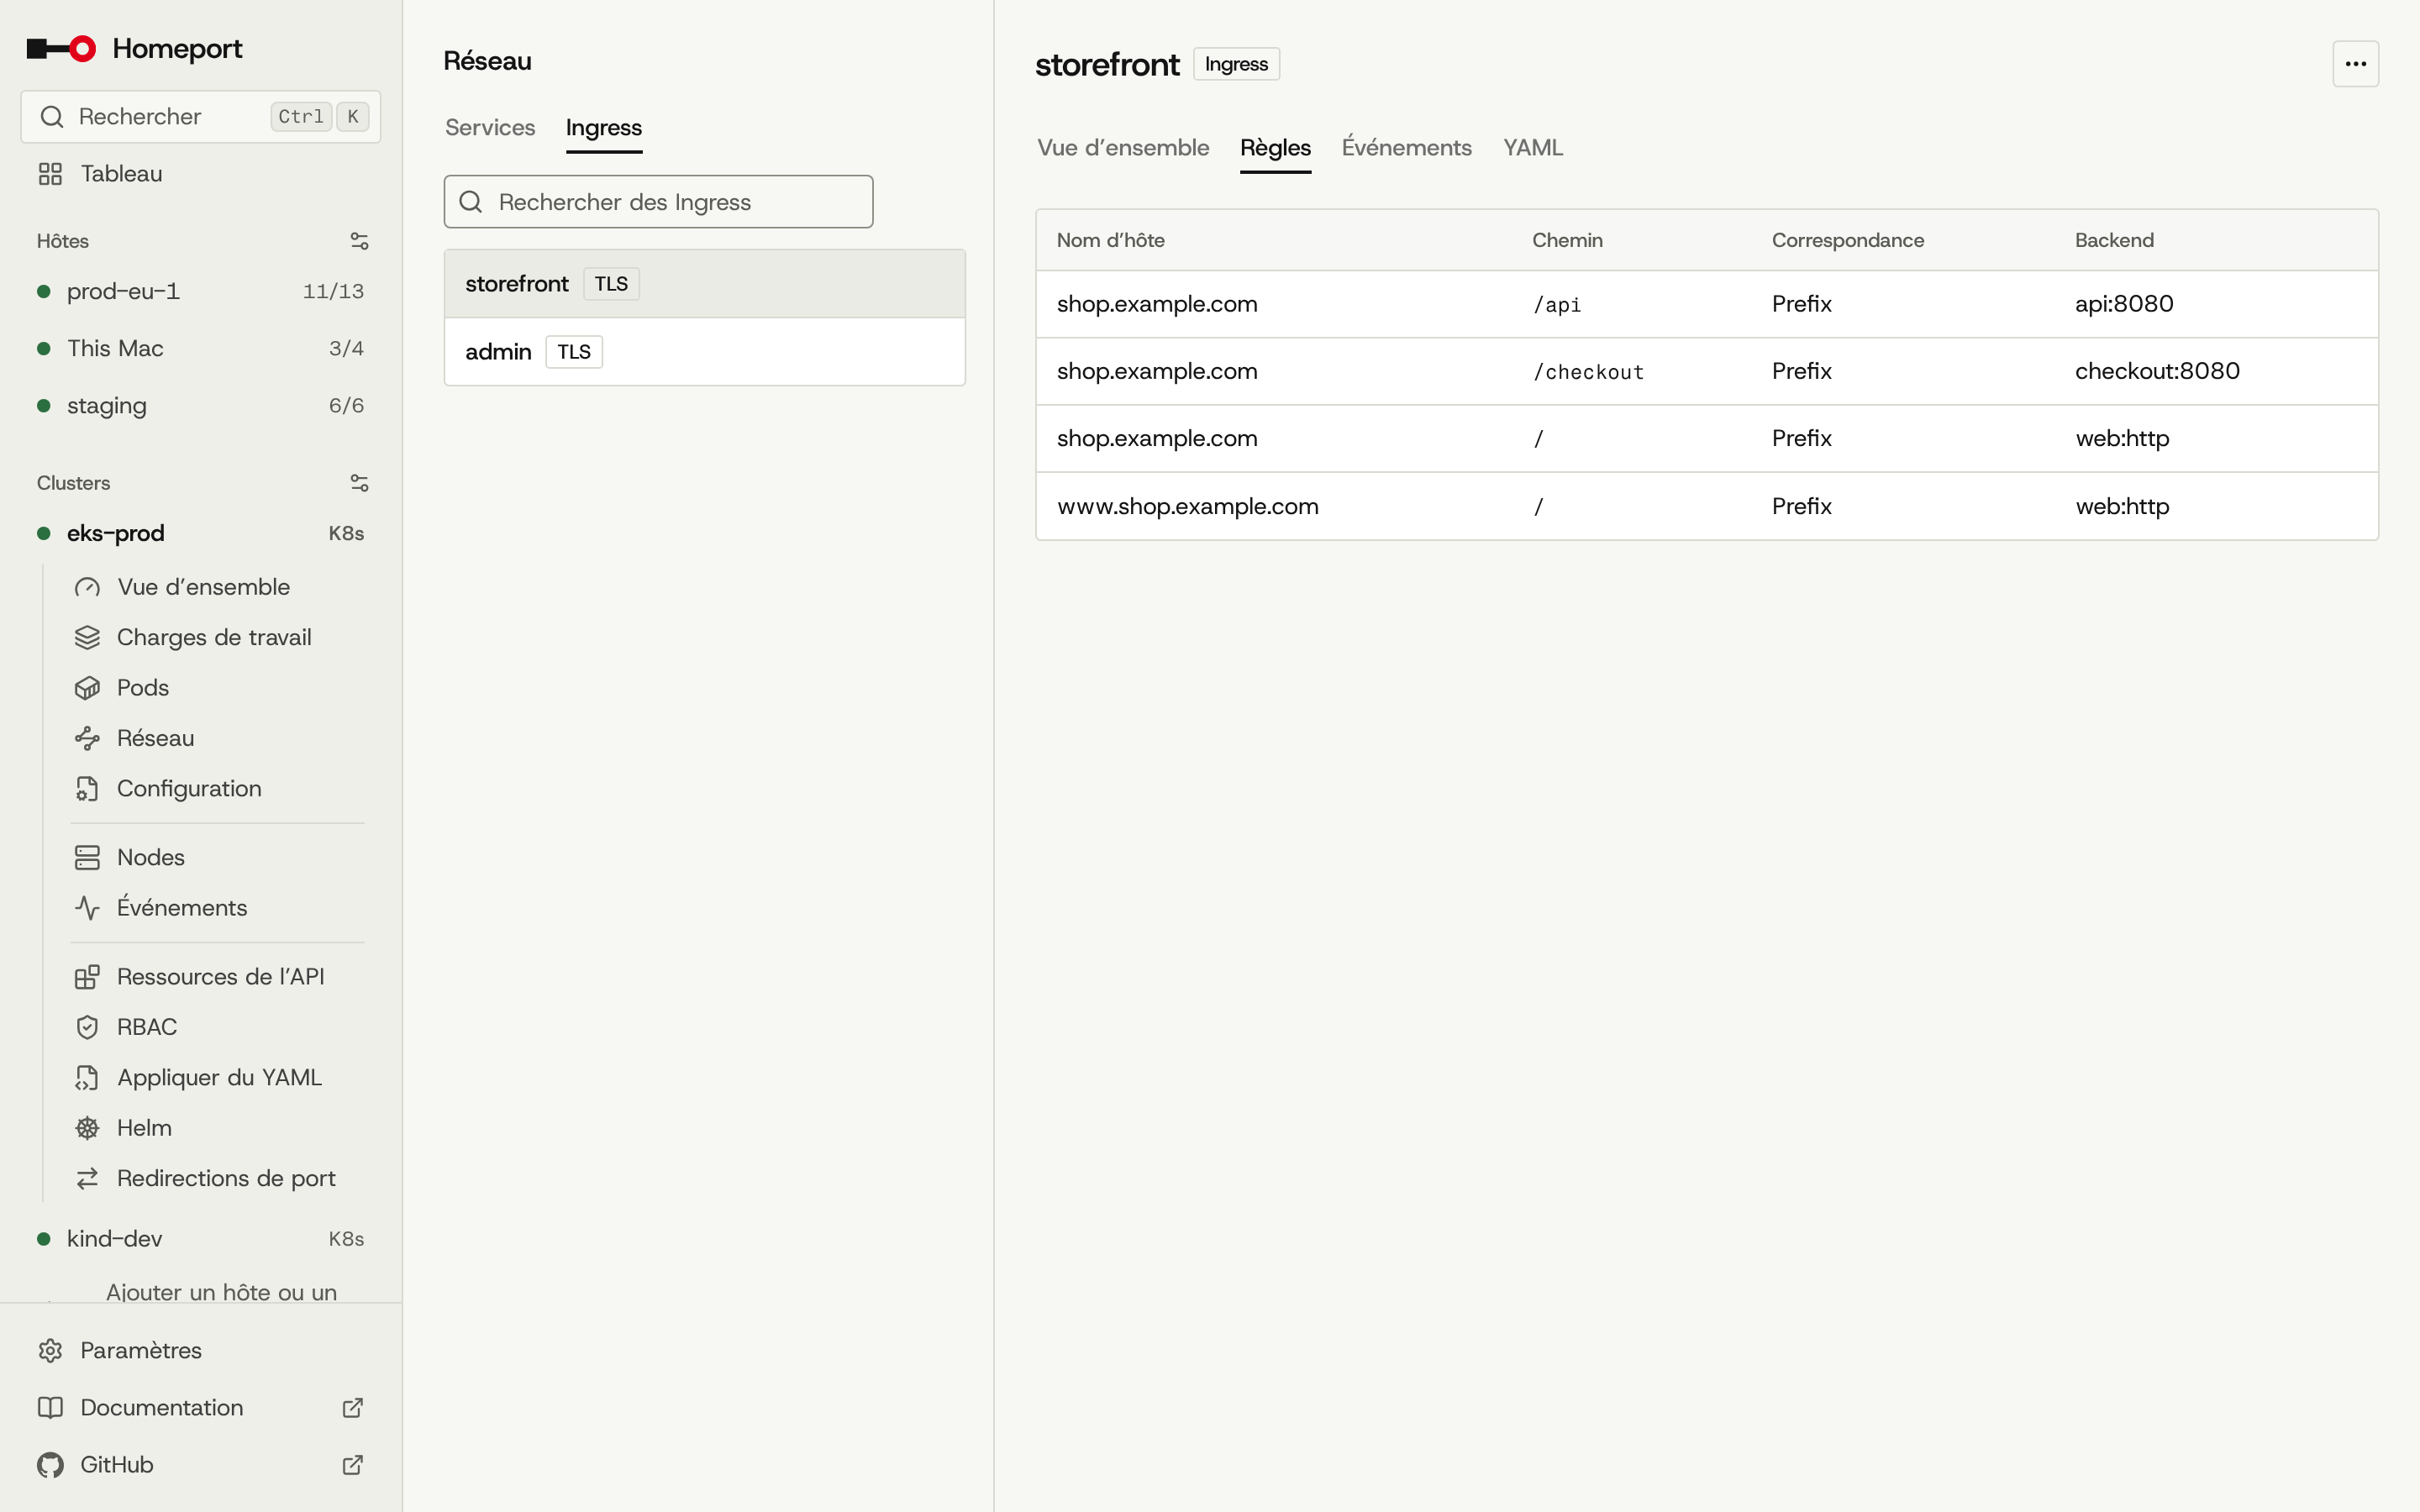 Homeport
Rechercher Ctrl K
Tableau
Hôtes
prod-eu-1 11/13
This Mac 3/4
staging 6/6
Clusters
eks-prod K8s
Vue d’ensemble
Charges de travail
Pods
Réseau
Configuration
Nodes
Événements
Ressources de l’API
RBAC
Appliquer du YAML
Helm
Redirections de port
kind-dev K8s
Ajouter un hôte ou un
Paramètres
Documentation
GitHub
Réseau
Services Ingress
Rechercher des Ingress
storefront TLS
admin TLS
storefront Ingress
Vue d’ensemble Règles Événements YAML
Nom d’hôte Chemin Correspondance Backend
shop.example.com /api Prefix api:8080
shop.example.com /checkout Prefix checkout:8080
shop.example.com / Prefix web:http
www.shop.example.com / Prefix web:http